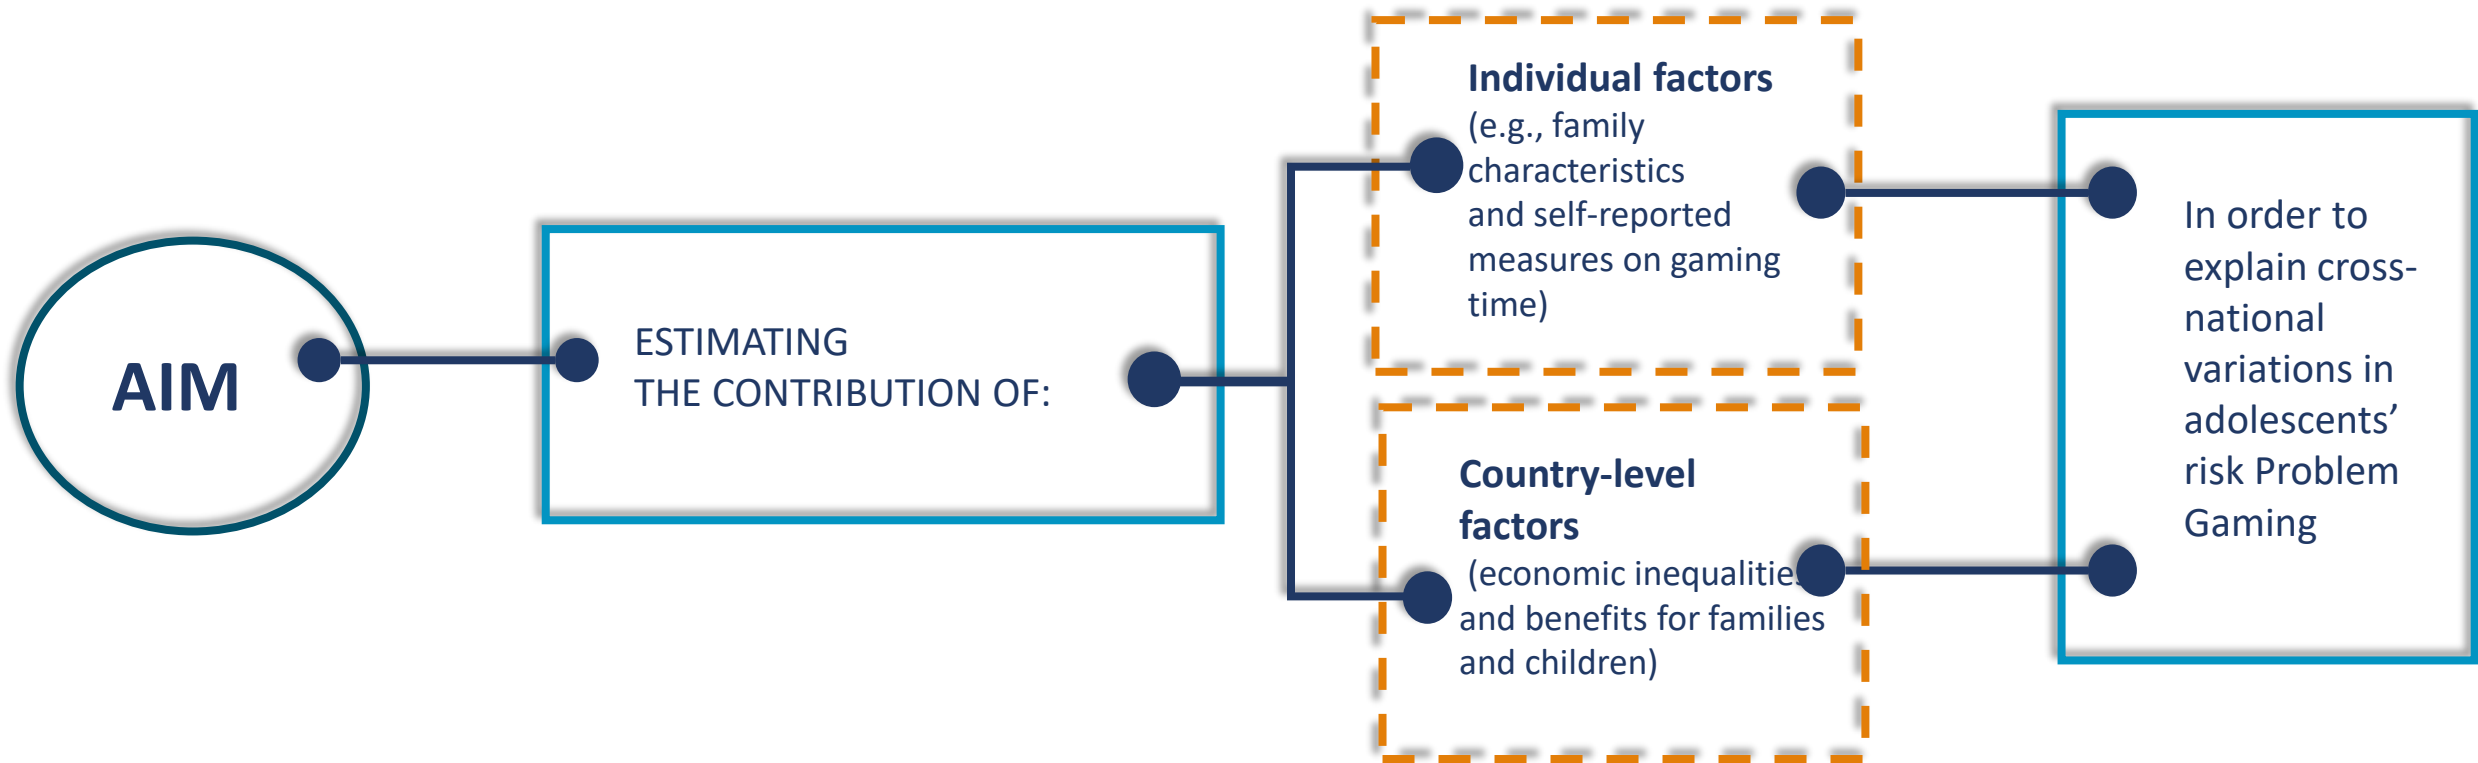 AIM
ESTIMATING
THE CONTRIBUTION OF:
Individual factors
(e.g., family
characteristics
and self-reported
measures on gaming
time)
Country-level
factors
(economic inequalities
and benefits for families
and children)
In order to
explain cross-
national
variations in
adolescents’
risk Problem
Gaming